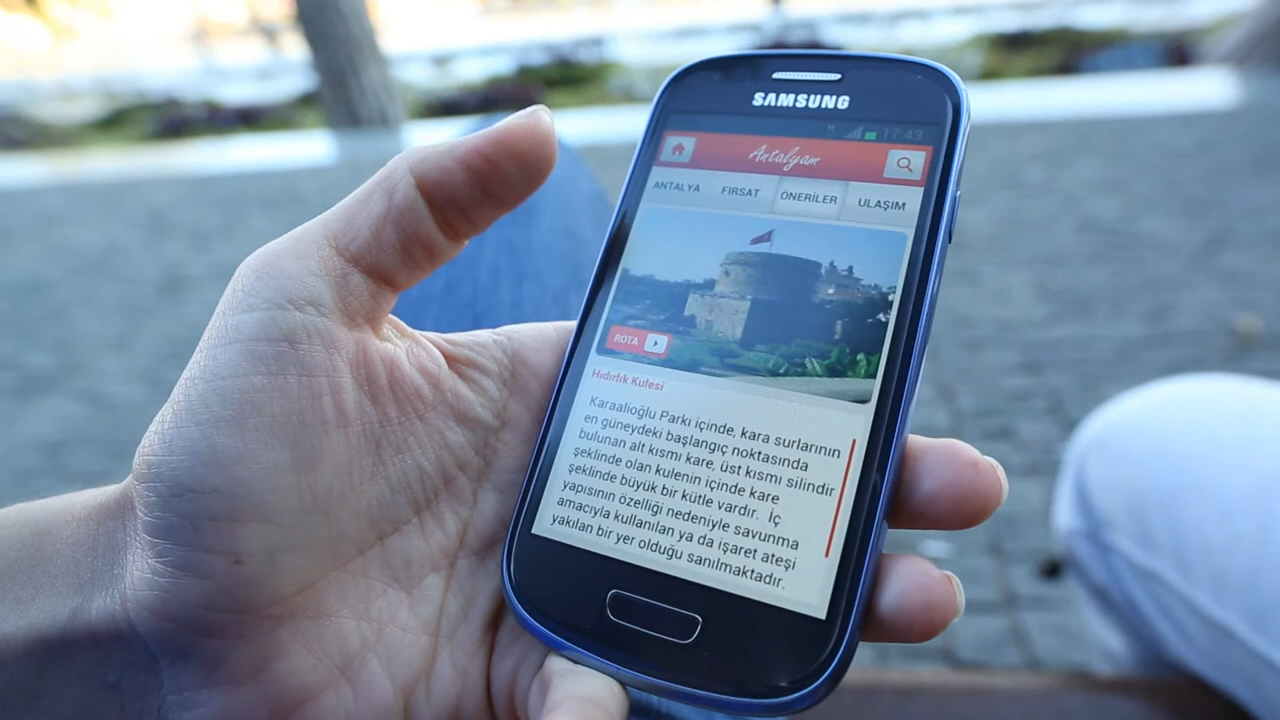 SAMSUNG
17:43
Antalyam
ANTALYA FIRSAT ÖNERİLER ULAŞIM
ROTA
Hıdırlık Kulesi
Karaalioğlu Parkı içinde, kara surlarının
en güneydeki başlangıç noktasında
bulunan alt kısmı kare, üst kısmı silindir
şeklinde olan kulenin içinde kare
şeklinde büyük bir kütle vardır. İç
yapısının özelliği nedeniyle savunma
amacıyla kullanılan ya da işaret ateşi
yakılan bir yer olduğu sanılmaktadır.